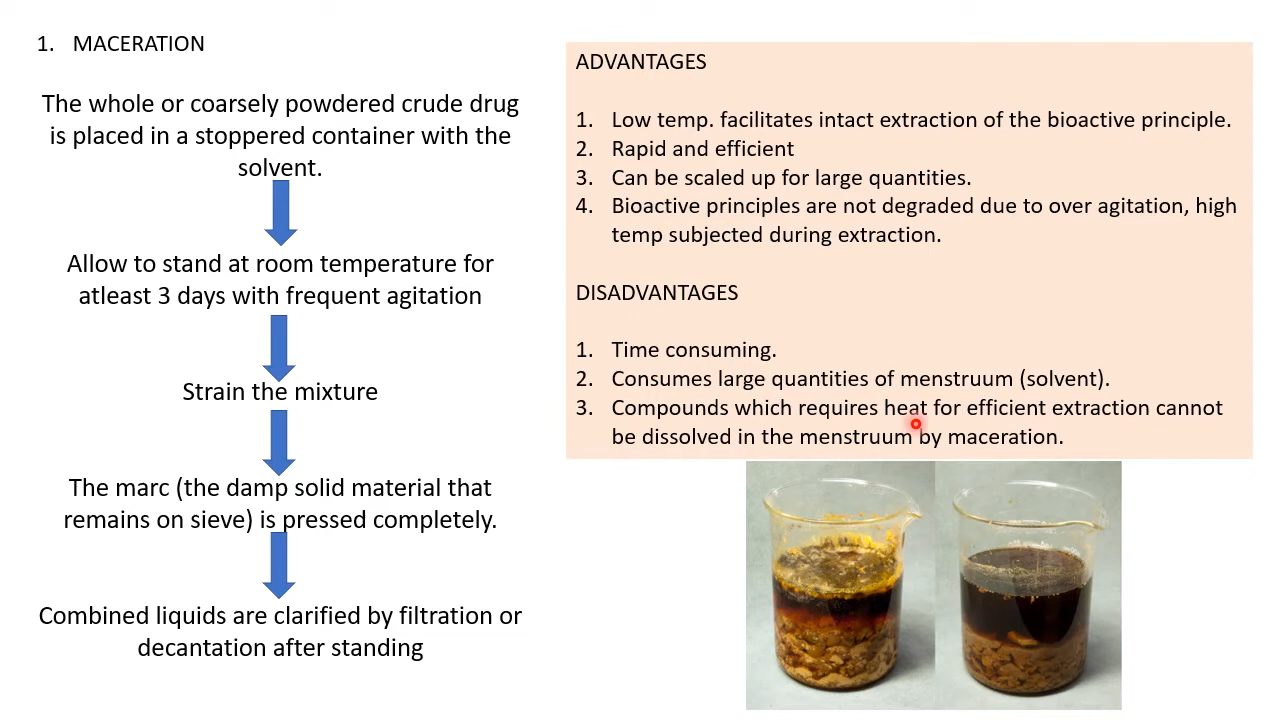 1. MACERATION
The whole or coarsely powdered crude drug
is placed in a stoppered container with the
solvent.
Allow to stand at room temperature for
atleast 3 days with frequent agitation
Strain the mixture
The marc (the damp solid material that
remains on sieve) is pressed completely.
Combined liquids are clarified by filtration or
decantation after standing
ADVANTAGES
1. Low temp. facilitates intact extraction of the bioactive principle.
2. Rapid and efficient
3. Can be scaled up for large quantities.
4. Bioactive principles are not degraded due to over agitation, high
temp subjected during extraction.
DISADVANTAGES
1. Time consuming.
2. Consumes large quantities of menstruum (solvent).
3. Compounds which requires heat for efficient extraction cannot
be dissolved in the menstruum by maceration.